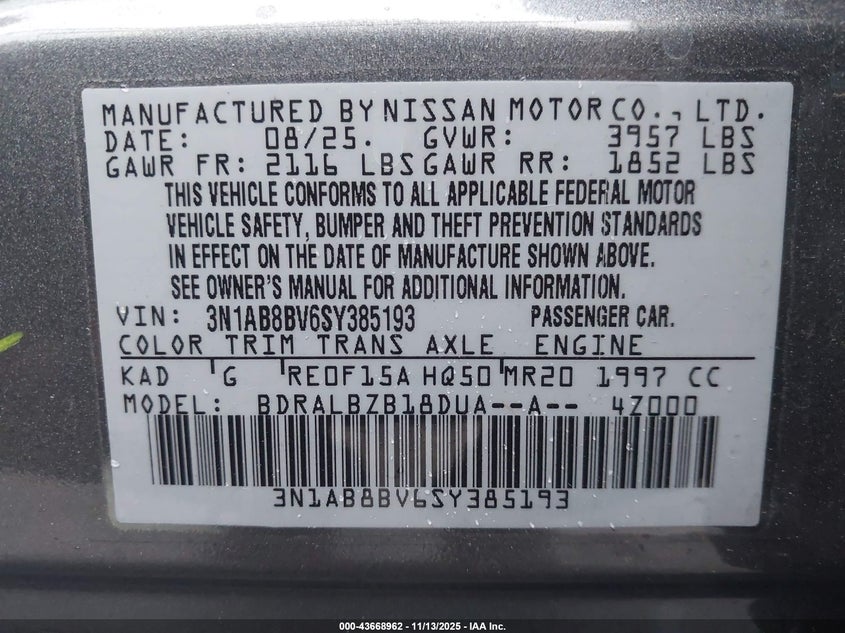 MANUFACTURED BY NISSAN MOTOR CO., LTD.
DATE: 08/25. GVWR: 3957 LBS
GAWR FR: 2116 LBS GAWR RR: 1852 LBS
THIS VEHICLE CONFORMS TO ALL APPLICABLE FEDERAL MOTOR
VEHICLE SAFETY, BUMPER AND THEFT PREVENTION STANDARDS
IN EFFECT ON THE DATE OF MANUFACTURE SHOWN ABOVE.
SEE OWNER'S MANUAL FOR ADDITIONAL INFORMATION.
VIN: 3N1AB8BV6SY385193 PASSENGER CAR.
COLOR TRIM TRANS AXLE ENGINE
KAD G RE0F15A HQ50 MR20 1997 CC
MODEL: BDRALBZB18DUA--A-- 4Z000
3N1AB8BV6SY385193
000-43668962 - 11/13/2025 - IAA Inc.